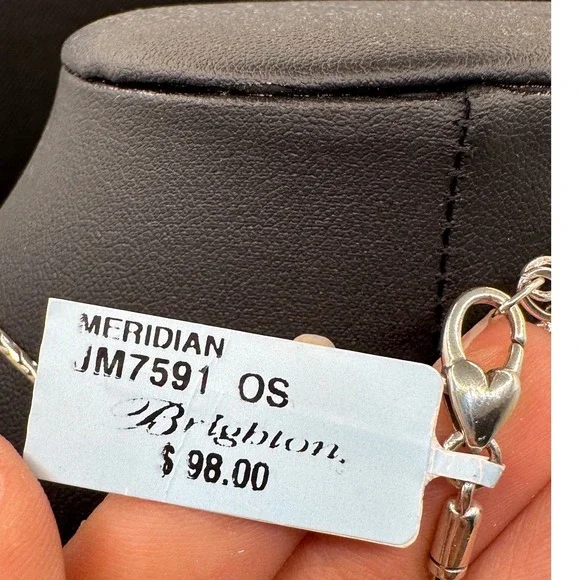 MERIDIAN
JM7591 OS
Brighton.
$ 98.00